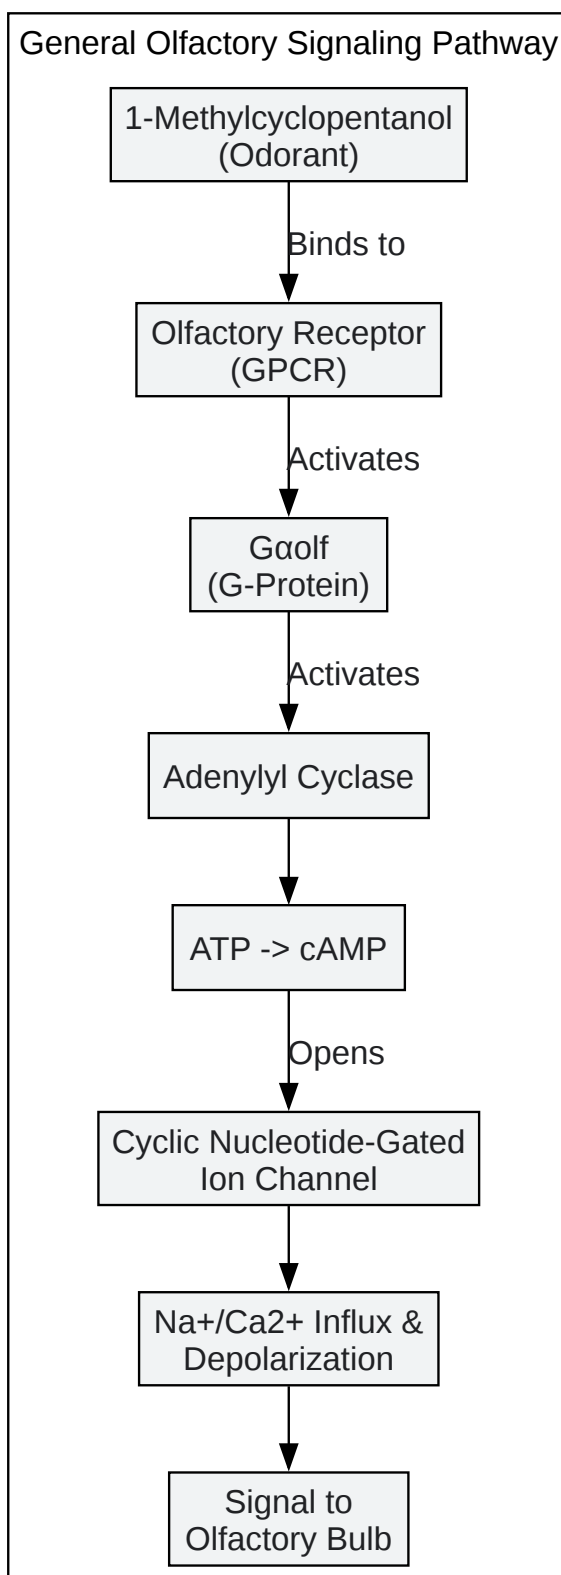 General Olfactory Signaling Pathway
1-Methylcyclopentanol
(Odorant)
Binds to
Olfactory Receptor
(GPCR)
Activates
Gαolf
(G-Protein)
Activates
Adenylyl Cyclase
ATP -> cAMP
Opens
Cyclic Nucleotide-Gated
Ion Channel
Na+/Ca2+ Influx &
Depolarization
Signal to
Olfactory Bulb